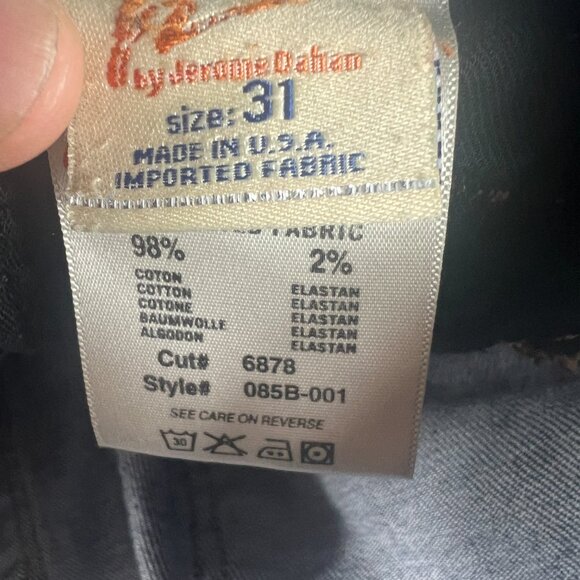 by Jerome Dahan
size: 31
MADE IN U.S.A.
IMPORTED FABRIC
FABRIC
98% 2%
COTON ELASTAN
COTTON ELASTAN
COTONE ELASTAN
BAUMWOLLE ELASTAN
ALGODON ELASTAN
Cut# 6878
Style# 085B-001
SEE CARE ON REVERSE
30